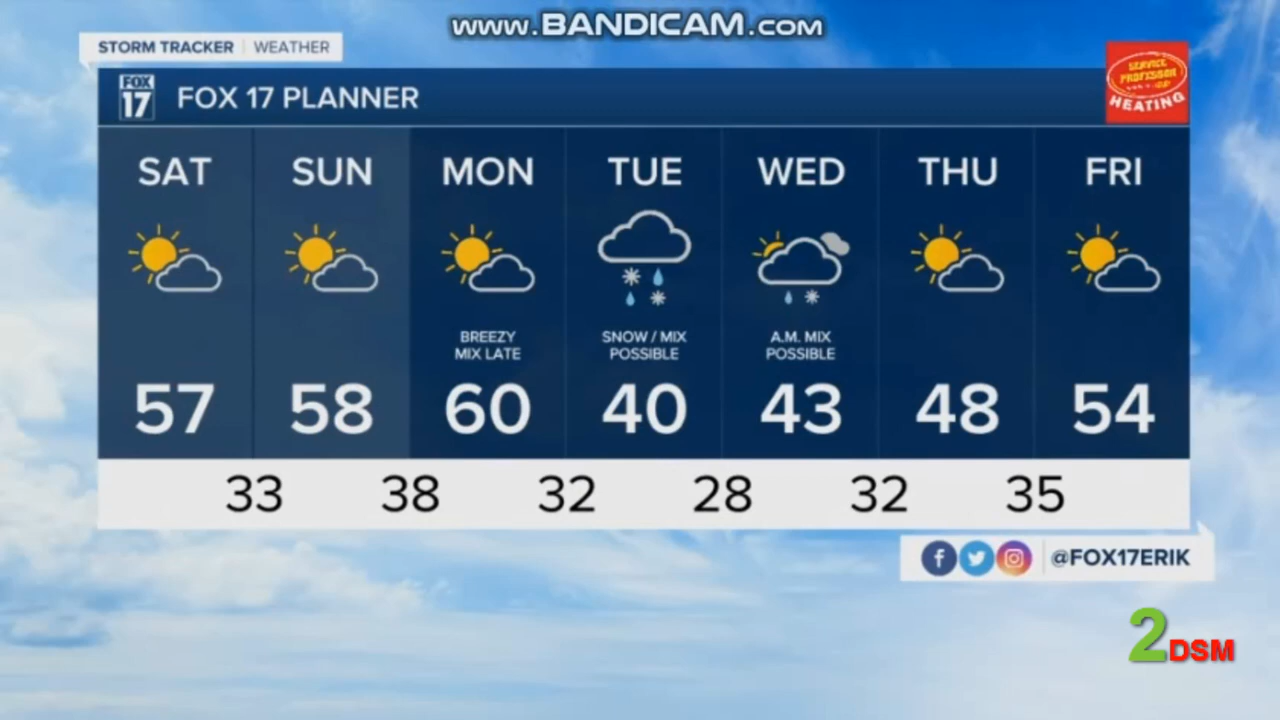 www.BANDICAM.com
STORM TRACKER | WEATHER
FOX 17
FOX 17 PLANNER
SERVICE
PROFESSOR
HEATING
SAT SUN MON TUE WED THU FRI
BREEZY
MIX LATE
SNOW / MIX
POSSIBLE
A.M. MIX
POSSIBLE
57 58 60 40 43 48 54
33 38 32 28 32 35
@FOX17ERIK
2DSM